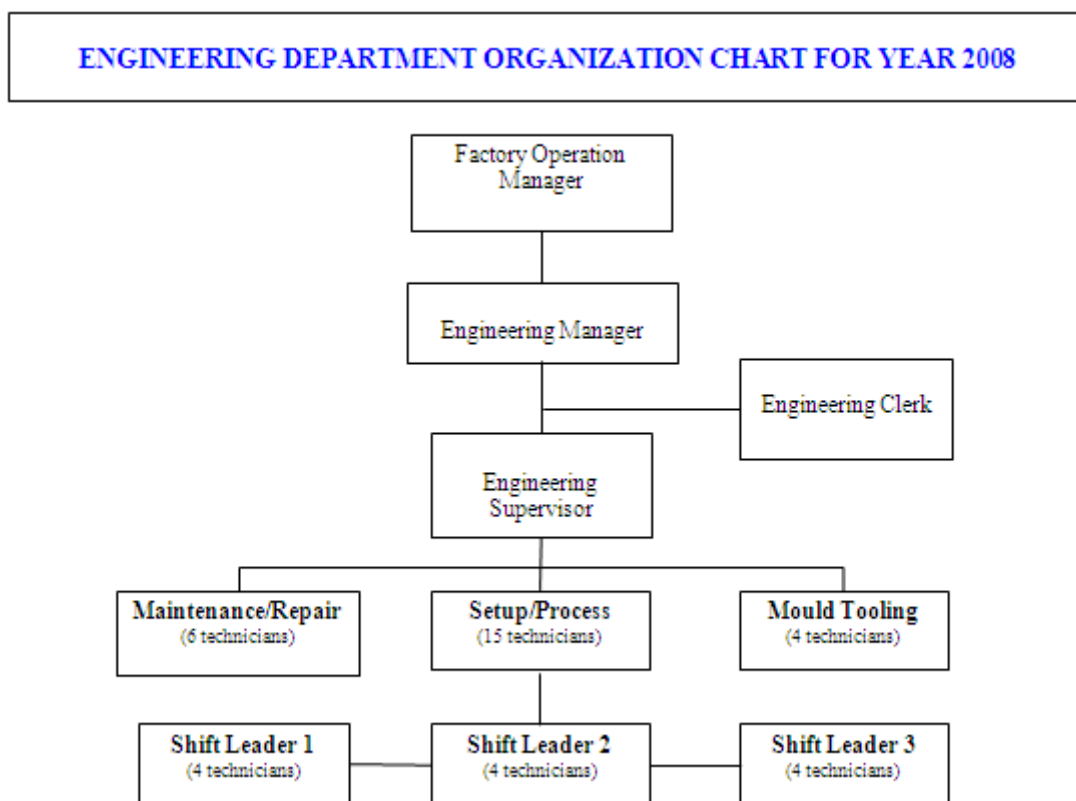 ENGINEERING DEPARTMENT ORGANIZATION CHART FOR YEAR 2008
Factory Operation
Manager
Engineering Manager
Engineering Clerk
Engineering
Supervisor
Maintenance/Repair
(6 technicians)
Setup/Process
(15 technicians)
Mould Tooling
(4 technicians)
Shift Leader 1
(4 technicians)
Shift Leader 2
(4 technicians)
Shift Leader 3
(4 technicians)